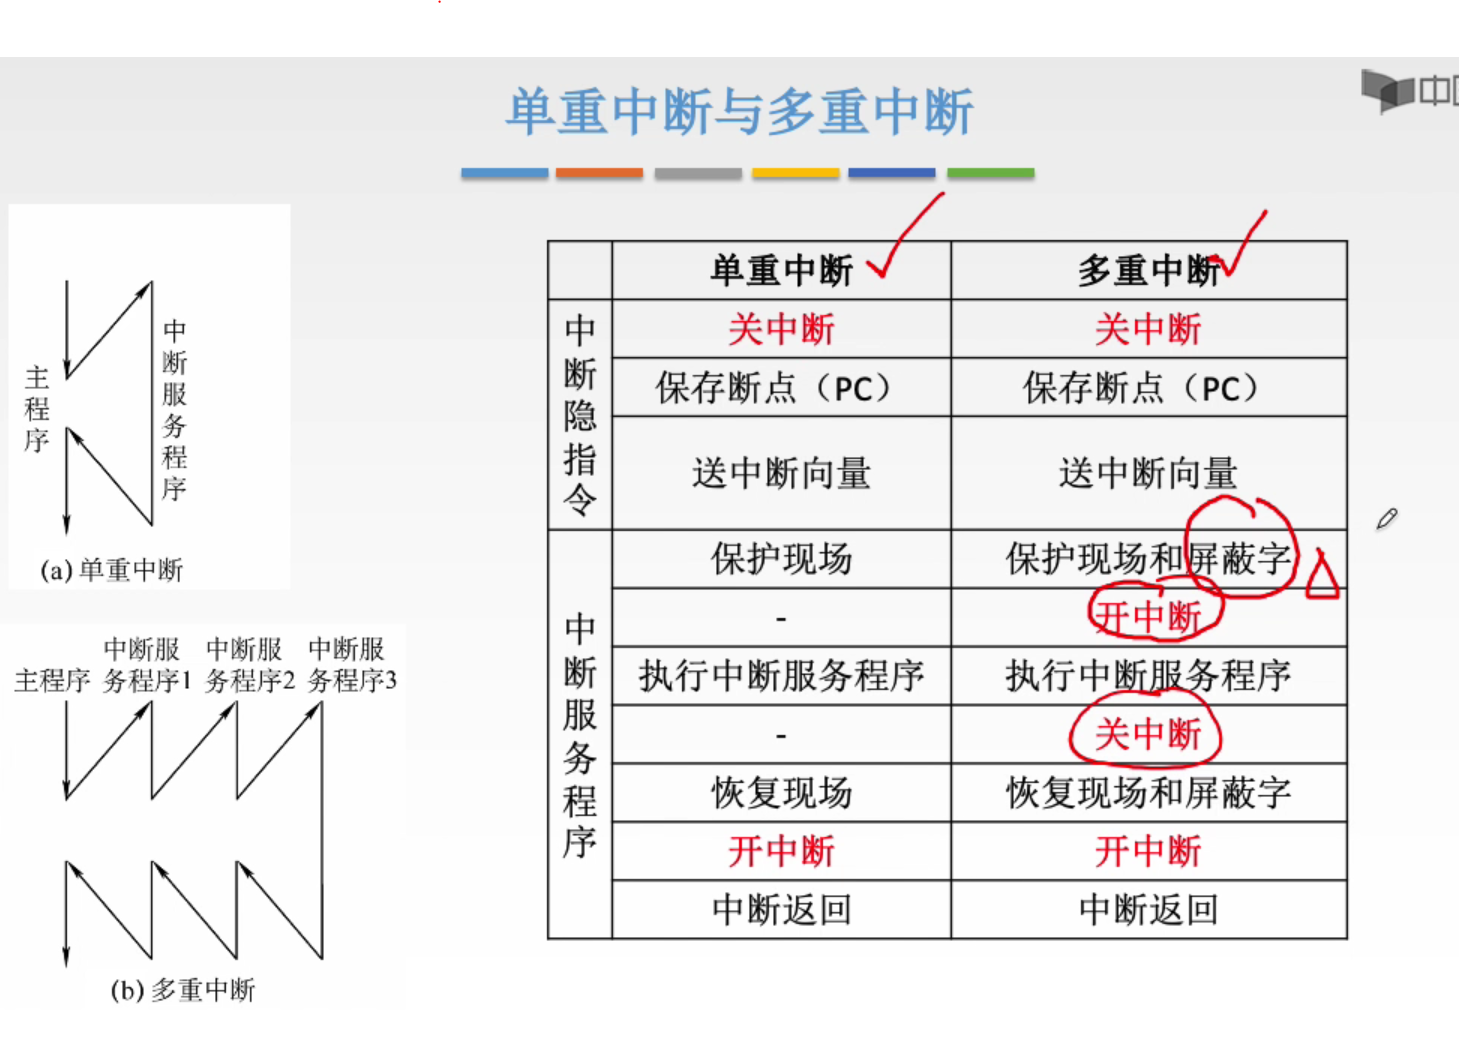 单重中断与多重中断
中
主程序
中断服务程序
(a)单重中断
主程序
中断服务程序1
中断服务程序2
中断服务程序3
(b)多重中断
单重中断 多重中断
中断隐指令
关中断 关中断
保存断点（PC） 保存断点（PC）
送中断向量 送中断向量
中断服务程序
保护现场 保护现场和屏蔽字
- 开中断
执行中断服务程序 执行中断服务程序
- 关中断
恢复现场 恢复现场和屏蔽字
开中断 开中断
中断返回 中断返回